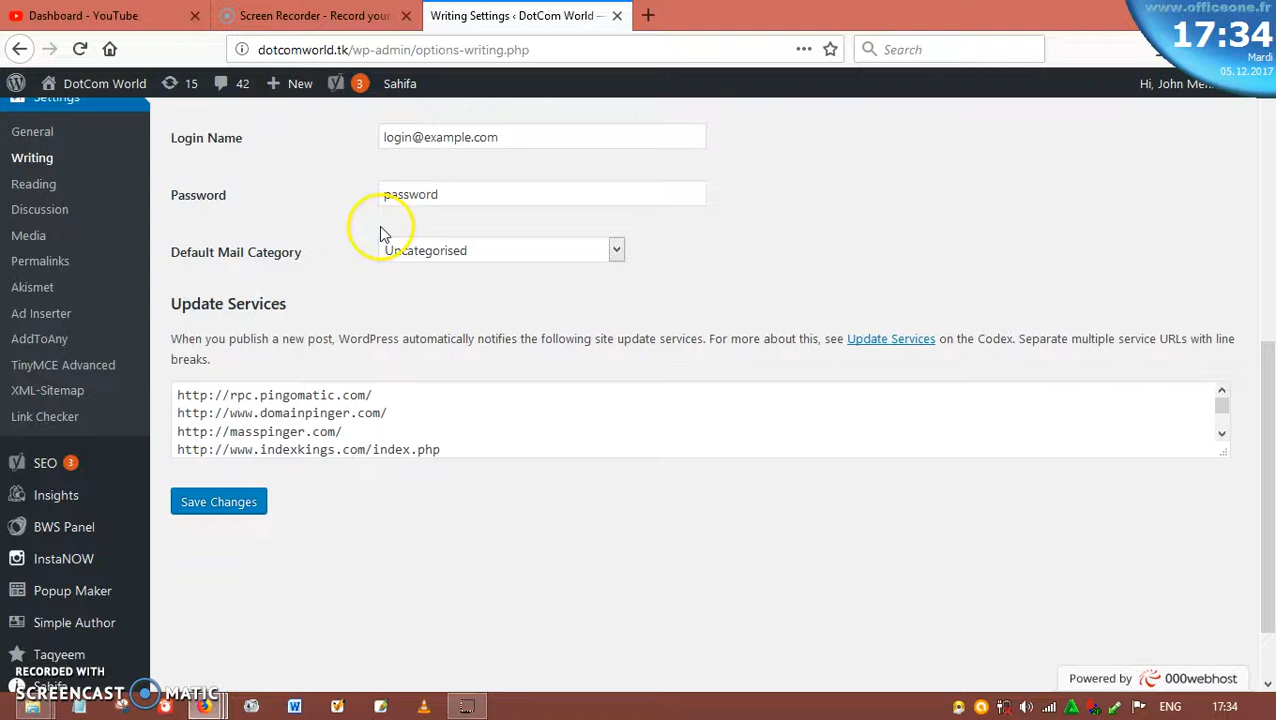 Dashboard - YouTube
Screen Recorder - Record your
Writing Settings ‹ DotCom World —
www.officeone.fr
17:34
Mardi
05.12.2017
dotcomworld.tk/wp-admin/options-writing.php
Search
DotCom World
15
42
New
3
Sahifa
Hi, John
Settings
General
Writing
Reading
Discussion
Media
Permalinks
Akismet
Ad Inserter
AddToAny
TinyMCE Advanced
XML-Sitemap
Link Checker
SEO 3
Insights
BWS Panel
InstaNOW
Popup Maker
Simple Author
Taqyeem
Sahifa
Login Name
login@example.com
Password
password
Default Mail Category
Uncategorised
Update Services
When you publish a new post, WordPress automatically notifies the following site update services. For more about this, see Update Services on the Codex. Separate multiple service URLs with line
breaks.
http://rpc.pingomatic.com/
http://www.domainpinger.com/
http://masspinger.com/
http://www.indexkings.com/index.php
Save Changes
Powered by 000webhost
RECORDED WITH
SCREENCAST MATIC
ENG
17:34